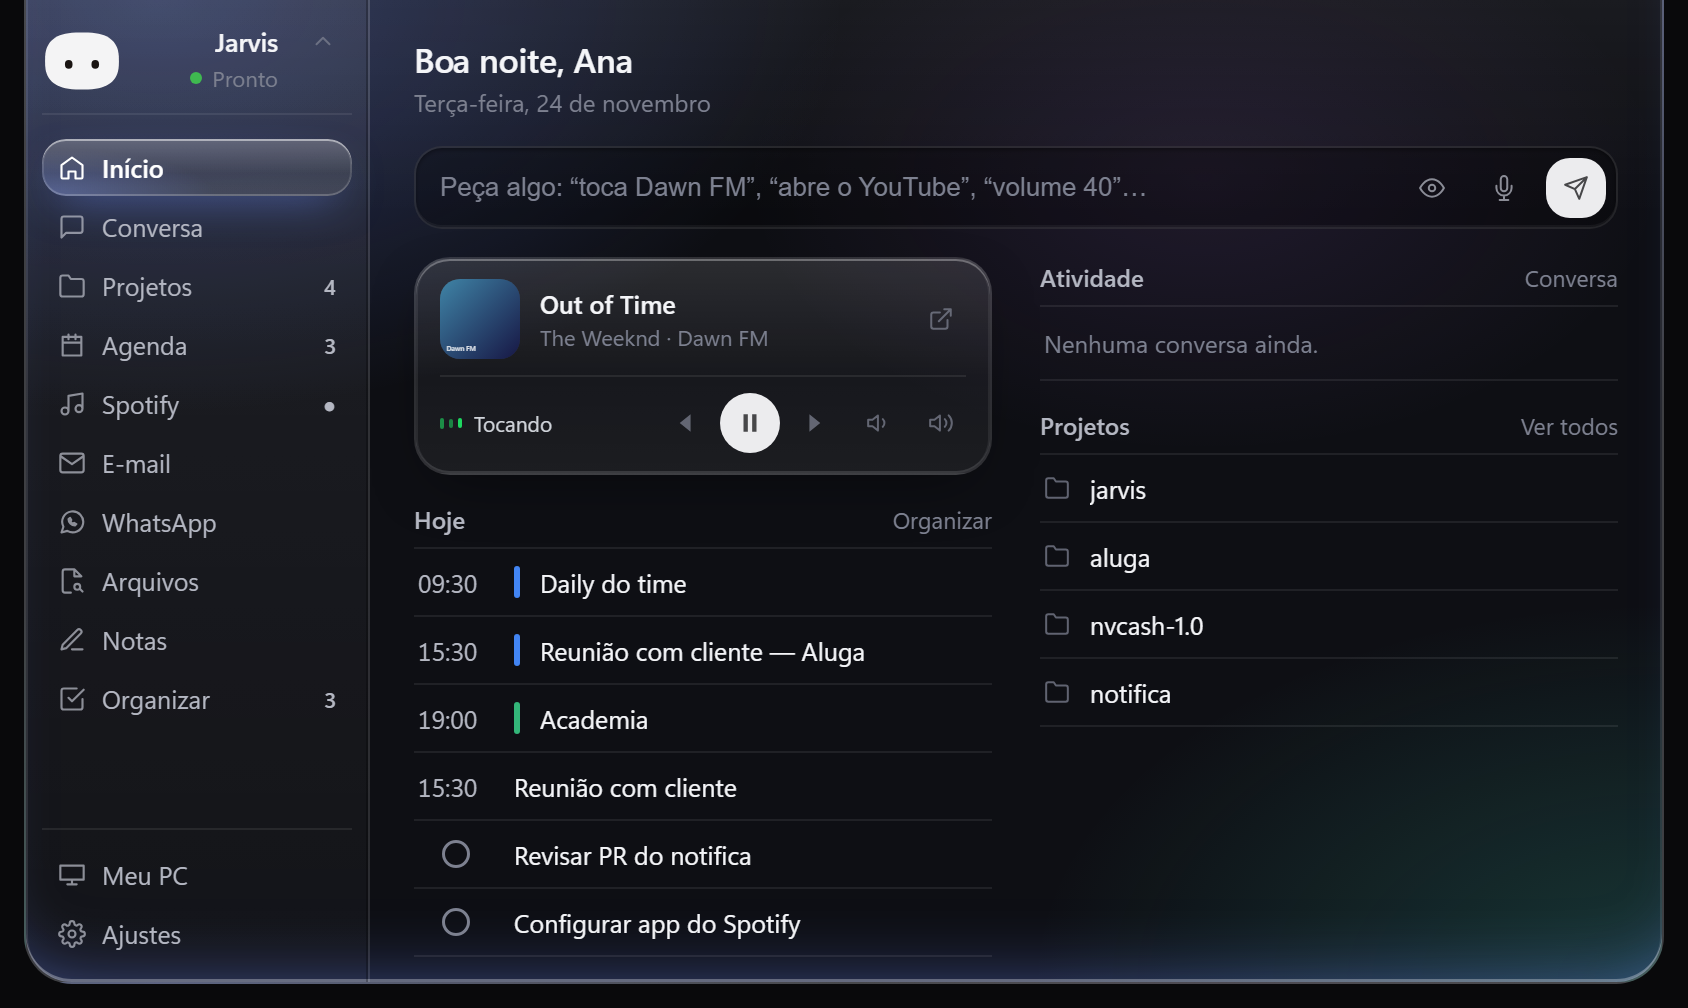 Jarvis
Pronto
Início
Conversa
Projetos 4
Agenda 3
Spotify
E-mail
WhatsApp
Arquivos
Notas
Organizar 3
Meu PC
Ajustes
Boa noite, Ana
Terça-feira, 24 de novembro
Peça algo: “toca Dawn FM”, “abre o YouTube”, “volume 40”…
Dawn FM
Out of Time
The Weeknd · Dawn FM
Tocando
Hoje Organizar
09:30 Daily do time
15:30 Reunião com cliente — Aluga
19:00 Academia
15:30 Reunião com cliente
Revisar PR do notifica
Configurar app do Spotify
Atividade Conversa
Nenhuma conversa ainda.
Projetos Ver todos
jarvis
aluga
nvcash-1.0
notifica